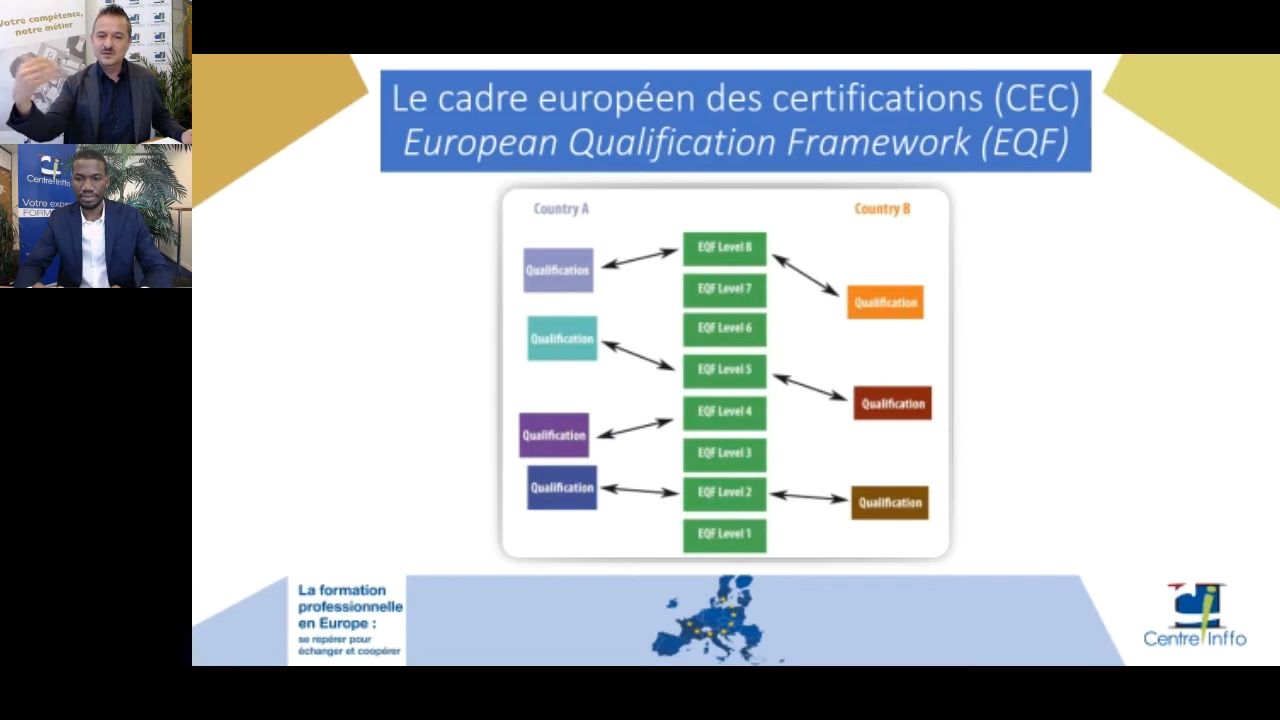 Votre compétence,
notre métier
Centre Inffo
Votre expe
FORM
Le cadre européen des certifications (CEC)
European Qualification Framework (EQF)
Country A
Country B
EQF Level 8
Qualification
EQF Level 7
Qualification
EQF Level 6
Qualification
EQF Level 5
EQF Level 4
Qualification
Qualification
EQF Level 3
Qualification
EQF Level 2
Qualification
EQF Level 1
La formation
professionnelle
en Europe :
se repérer pour
échanger et coopérer
Centre Inffo